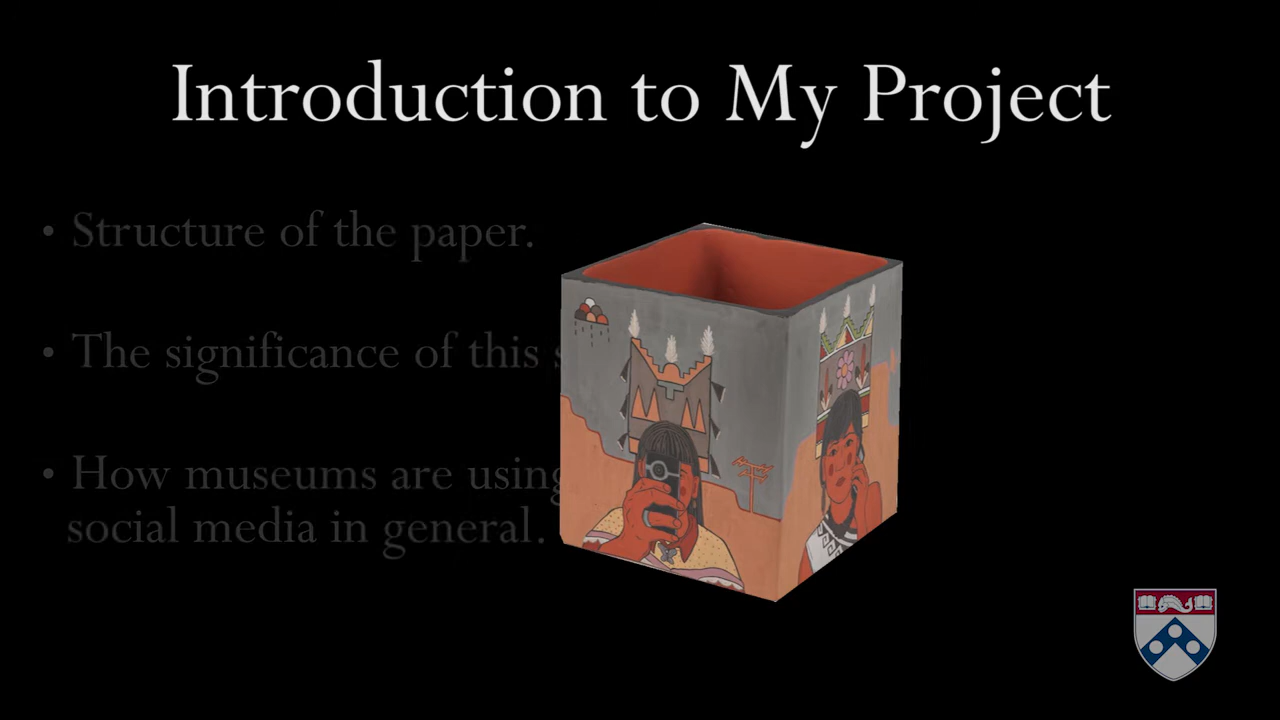 Introduction to My Project
• Structure of the paper.
• The significance of this
• How museums are using
social media in general.